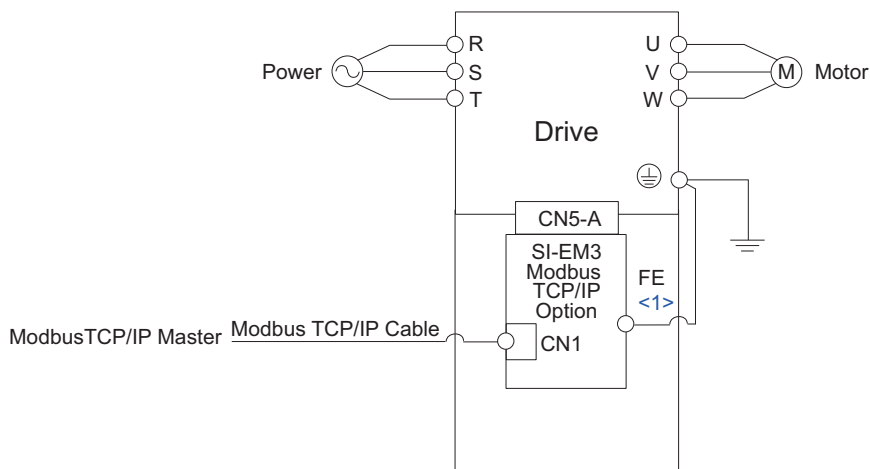 R
U
Power
S
V
M
Motor
T
W
Drive
CN5-A
SI-EM3
Modbus
TCP/IP
Option
FE
<1>
ModbusTCP/IP Master
Modbus TCP/IP Cable
CN1